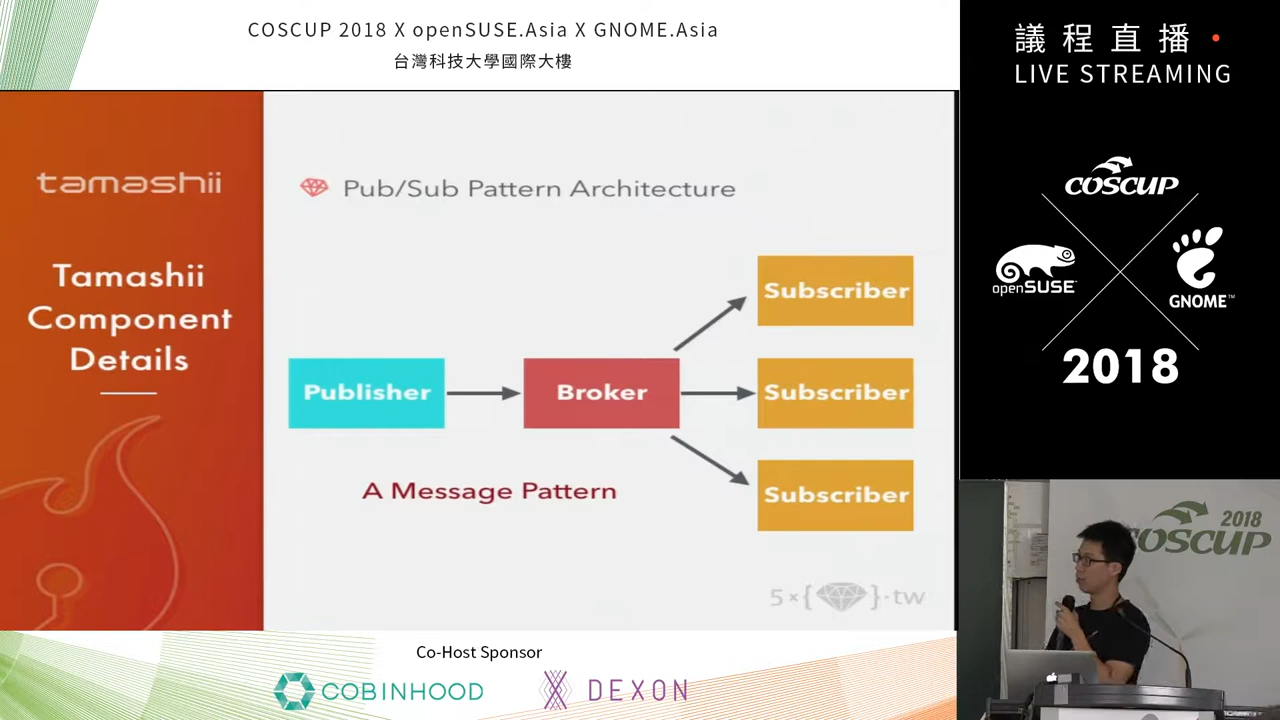 COSCUP 2018 X openSUSE.Asia X GNOME.Asia
台灣科技大學國際大樓
tamashii
Tamashii
Component
Details
Pub/Sub Pattern Architecture
Publisher
Broker
Subscriber
Subscriber
Subscriber
A Message Pattern
5×{ }·tw
Co-Host Sponsor
COBINHOOD
DEXON
議程直播
LIVE STREAMING
COSCUP
openSUSE
GNOME™
2018
2018
COSCUP